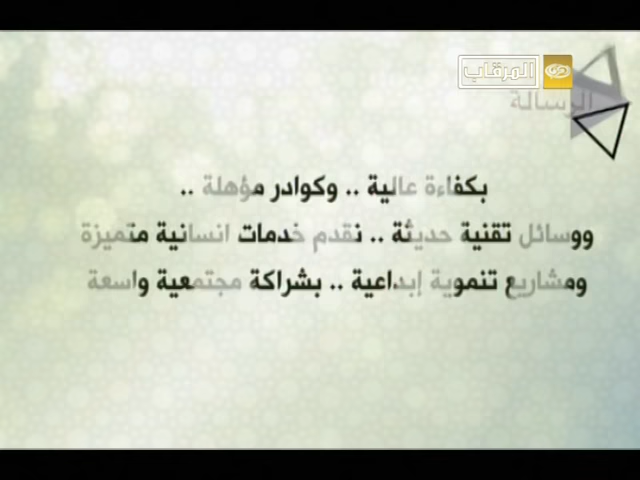 المرقاب
الرسالة
بكفاءة عالية .. وكوادر مؤهلة ..
ووسائل تقنية حديثة .. نقدم خدمات انسانية متميزة
ومشاريع تنموية إبداعية .. بشراكة مجتمعية واسعة